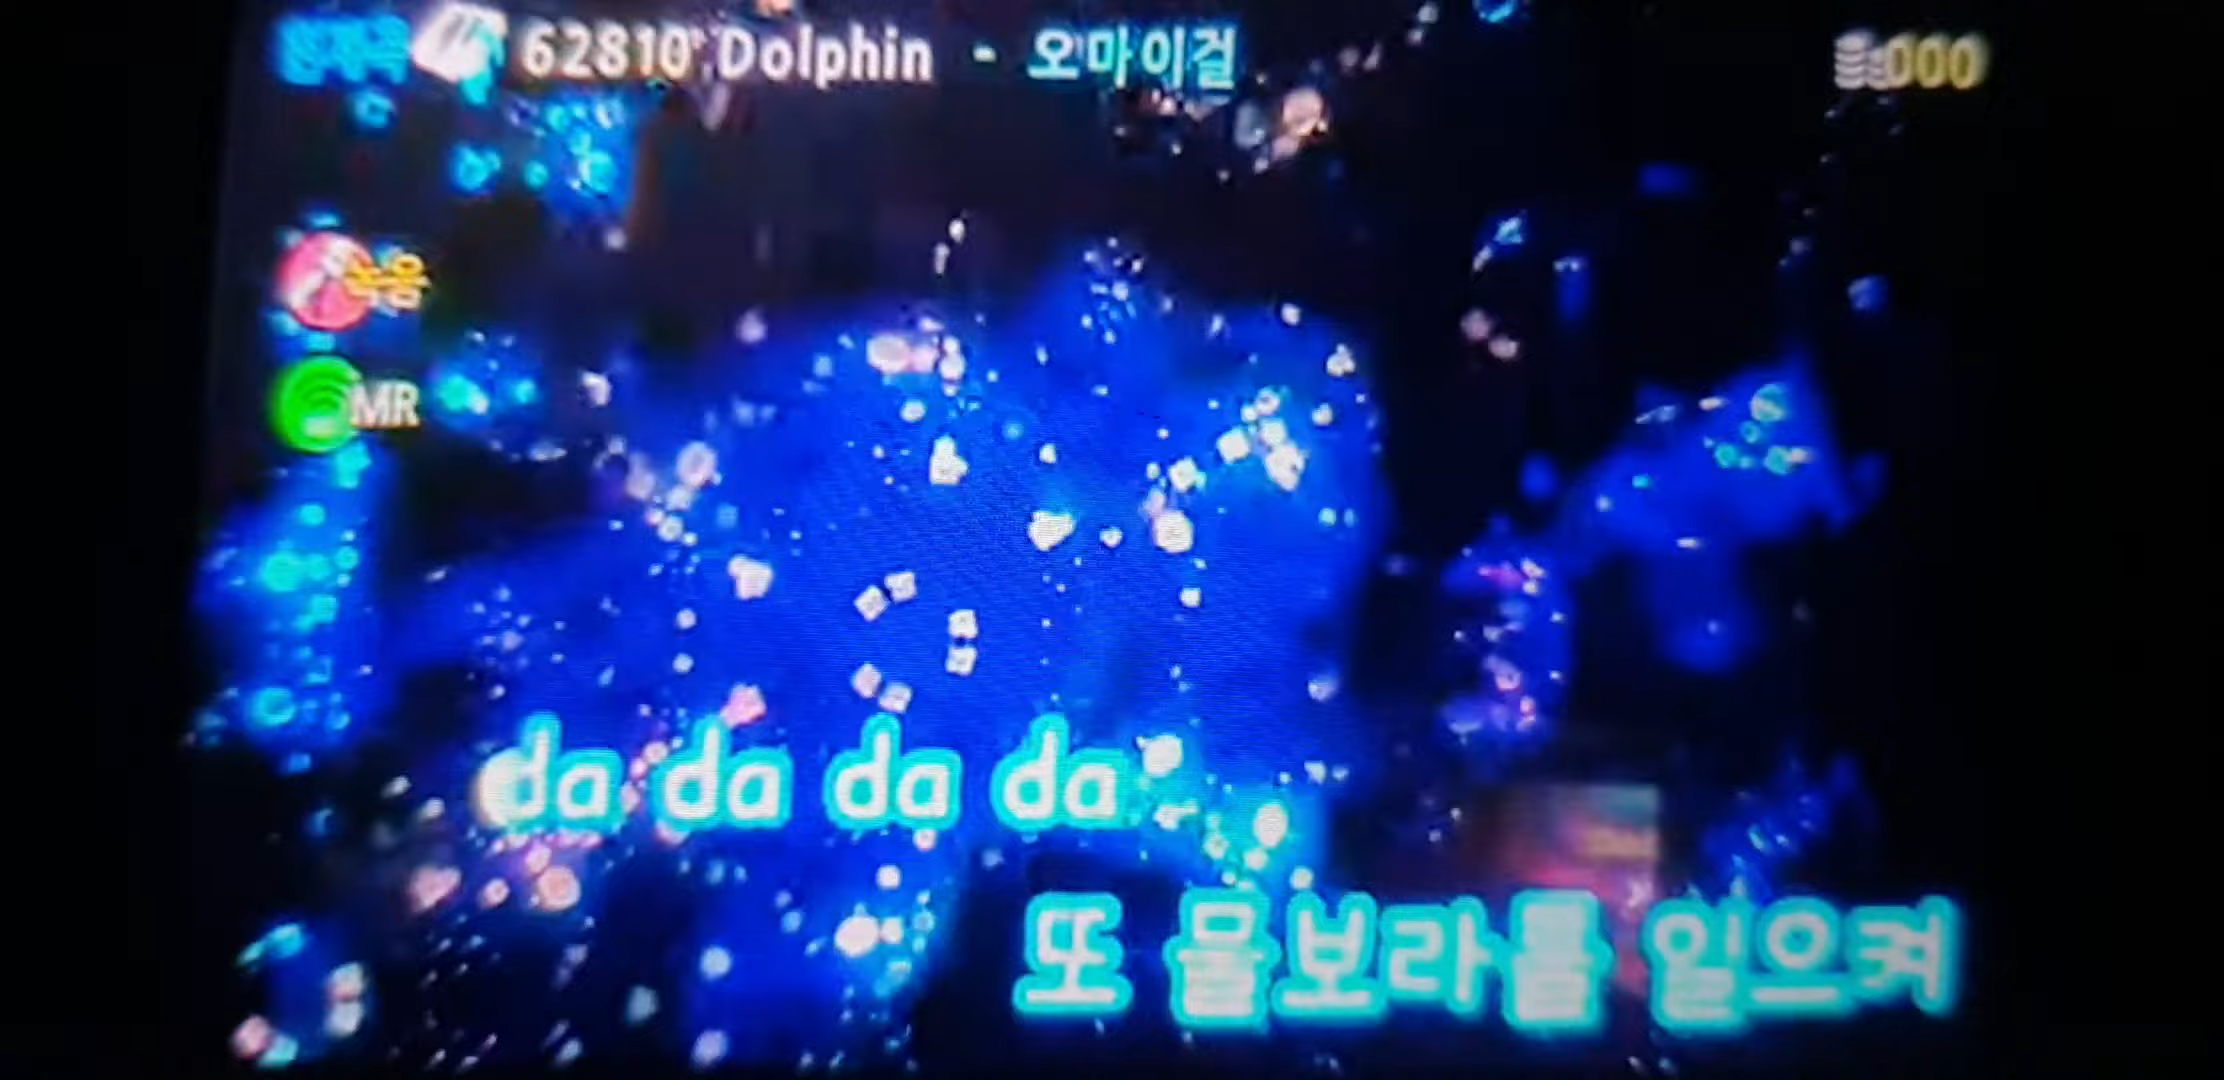 62810 Dolphin - 오마이걸
000
녹음
MR
da da da da
또 물보라를 일으켜